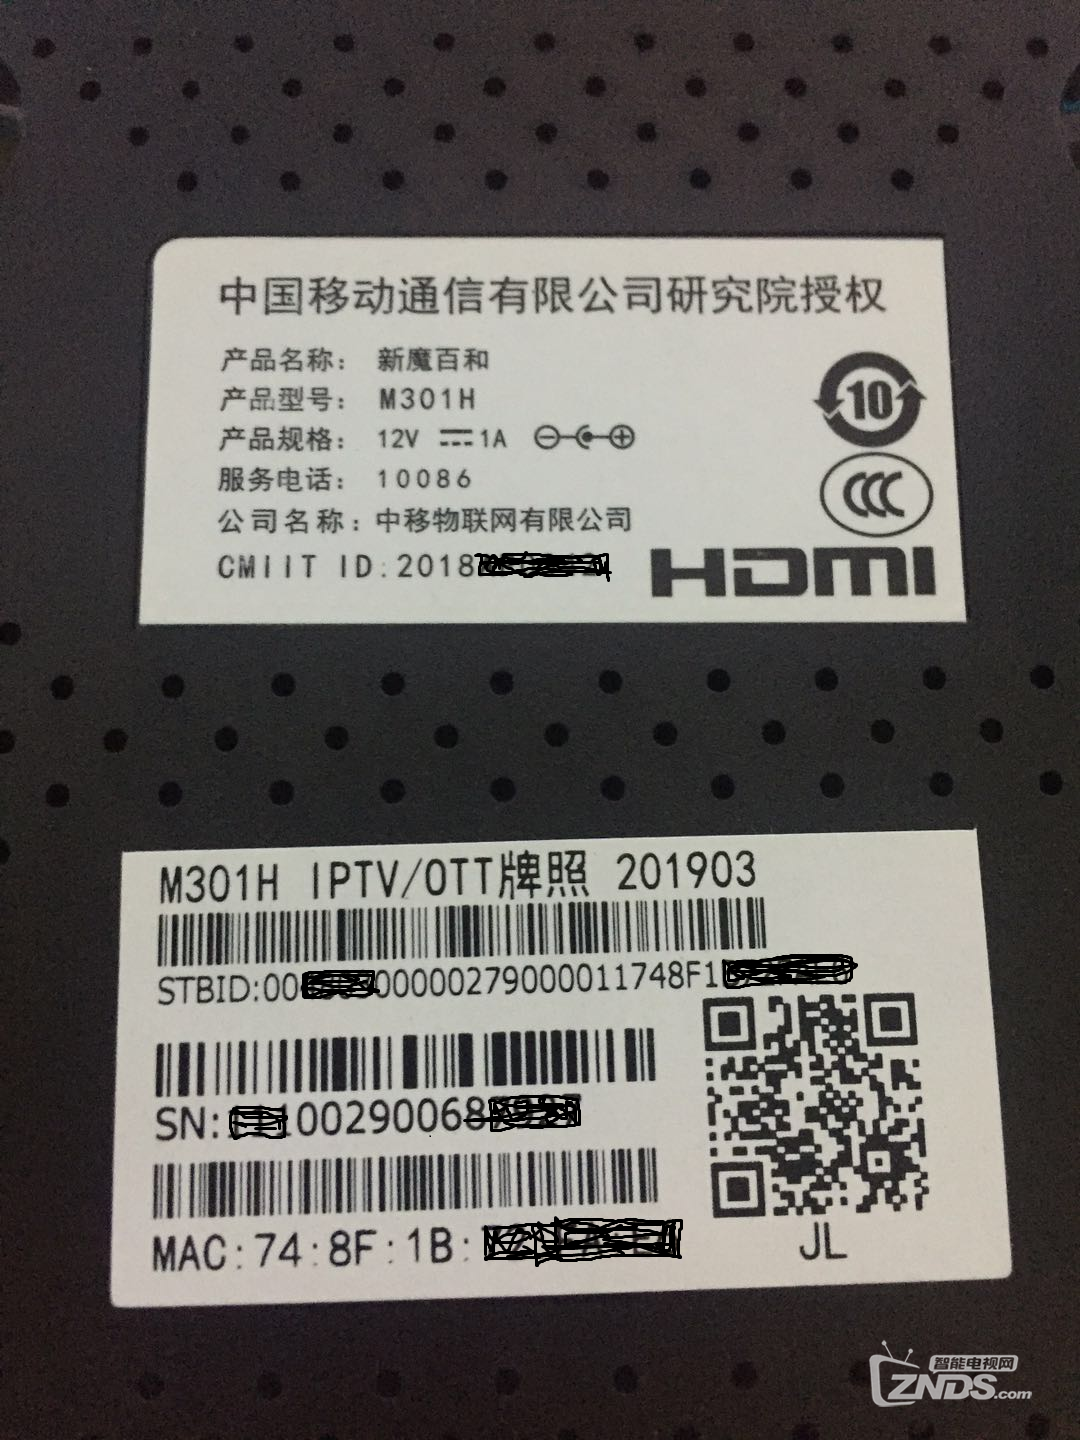 中国移动通信有限公司研究院授权
产品名称： 新魔百和
产品型号： M301H
产品规格： 12V 1A
服务电话： 10086
公司名称：中移物联网有限公司
CMIIT ID:2018
10
CCC
HDMI
M301H IPTV/OTT牌照 201903
STBID:00 00000279000011748F1
SN: 10029006
MAC:74:8F:1B:
JL
智能电视网
ZNDS.com